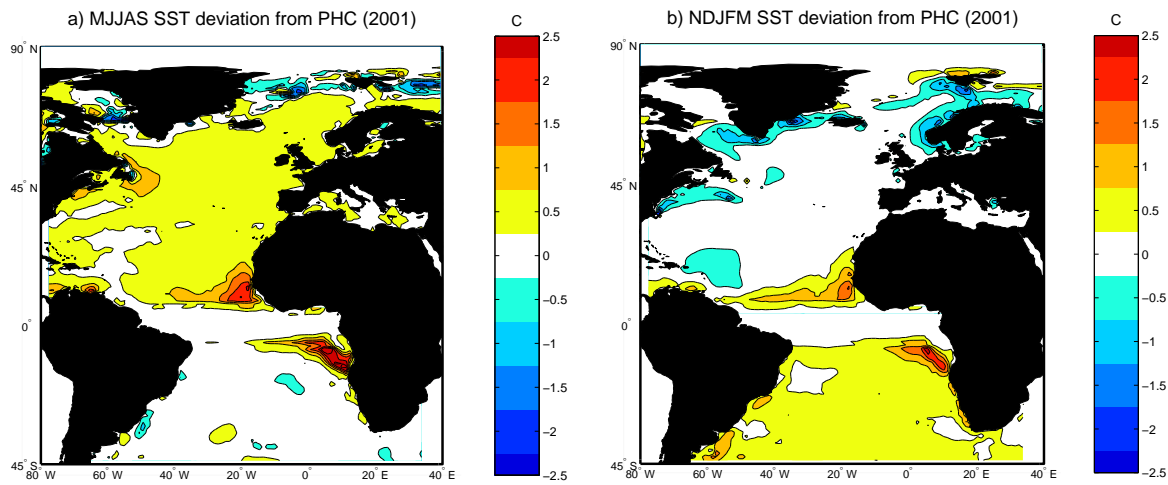 a) MJJAS SST deviation from PHC (2001)
C
90° N
45° N
0°
45° S
80° W
60° W
40° W
20° W
0°
20° E
40° E
2.5
2
1.5
1
0.5
0
−0.5
−1
−1.5
−2
−2.5
b) NDJFM SST deviation from PHC (2001)
C
90° N
45° N
0°
45° S
80° W
60° W
40° W
20° W
0°
20° E
40° E
2.5
2
1.5
1
0.5
0
−0.5
−1
−1.5
−2
−2.5